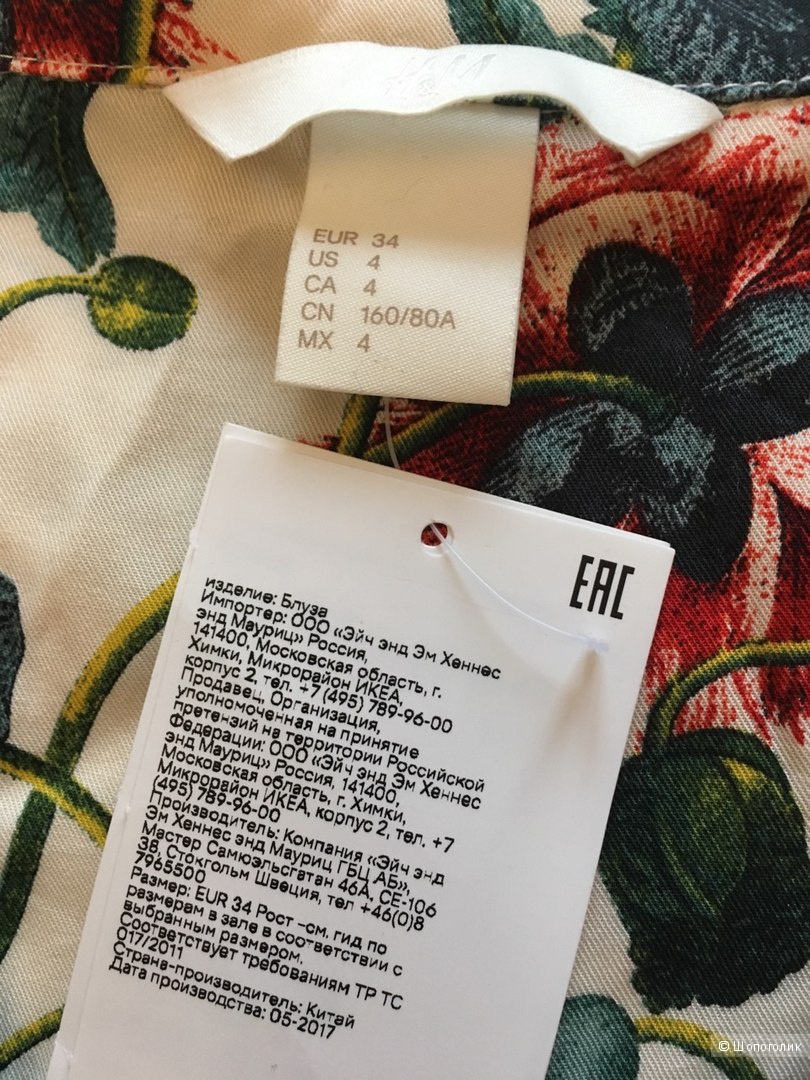 H&M
EUR 34
US 4
CA 4
CN 160/80A
MX 4
EAC
изделие: Блуза
Импортер: ООО «Эйч энд Эм Хеннес
энд Мауриц» Россия,
141400, Московская область, г.
Химки, Микрорайон ИКЕА,
корпус 2, тел. +7 (495) 789-96-00
Продавец, Организация,
уполномоченная на принятие
претензий на территории Российской
Федерации: ООО «Эйч энд Эм Хеннес
энд Мауриц» Россия, 141400,
Московская область, г. Химки,
Микрорайон ИКЕА, корпус 2, тел. +7
(495) 789-96-00
Производитель: Компания «Эйч энд
Эм Хеннес энд Мауриц ГБЦ АБ»,
Мастер Самюэльсгатан 46А, СЕ-106
38, Стокгольм Швеция, тел +46(0)8
7965500
Размер: EUR 34 Рост –см. гид по
размерам в зале в соответствии с
выбранным размером.
Соответствует требованиям ТР ТС
017/2011
Страна-производитель: Китай
Дата производства: 05-2017
© Шопоголик